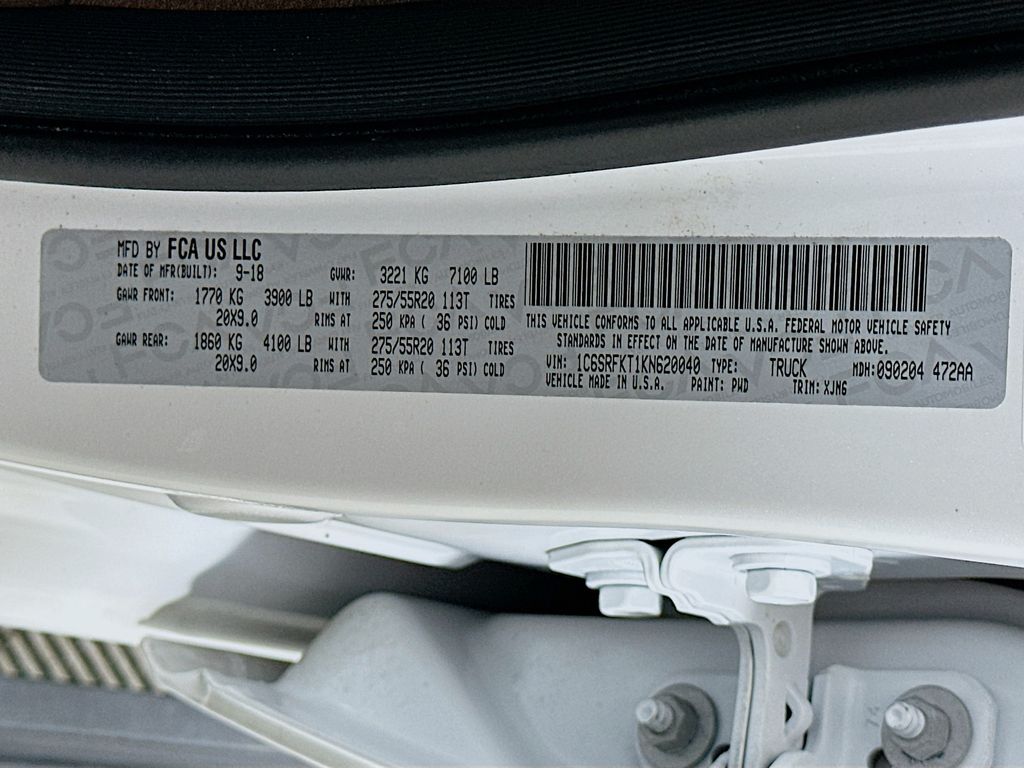 MFD BY FCA US LLC
DATE OF MFR(BUILT): 9-18 GVWR: 3221 KG 7100 LB
GAWR FRONT: 1770 KG 3900 LB WITH 275/55R20 113T TIRES
20X9.0 RIMS AT 250 KPA ( 36 PSI) COLD
GAWR REAR: 1860 KG 4100 LB WITH 275/55R20 113T TIRES
20X9.0 RIMS AT 250 KPA ( 36 PSI) COLD
THIS VEHICLE CONFORMS TO ALL APPLICABLE U.S.A. FEDERAL MOTOR VEHICLE SAFETY
STANDARDS IN EFFECT ON THE DATE OF MANUFACTURE SHOWN ABOVE.
VIN: 1C6SRFKT1KN620040 TYPE: TRUCK MDH:090204 472AA
VEHICLE MADE IN U.S.A. PAINT: PWD TRIM: XJM6
74